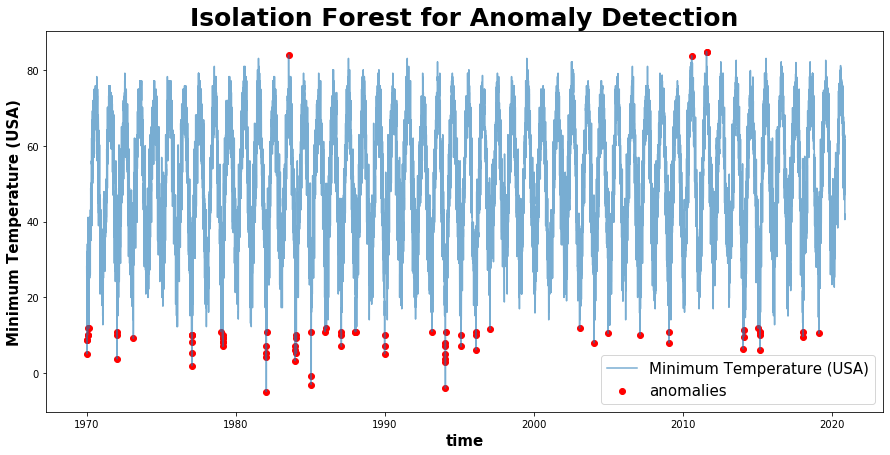 Isolation Forest for Anomaly Detection
Minimum Temperature (USA)
80
60
40
20
0
1970
1980
1990
2000
2010
2020
time
Minimum Temperature (USA)
anomalies